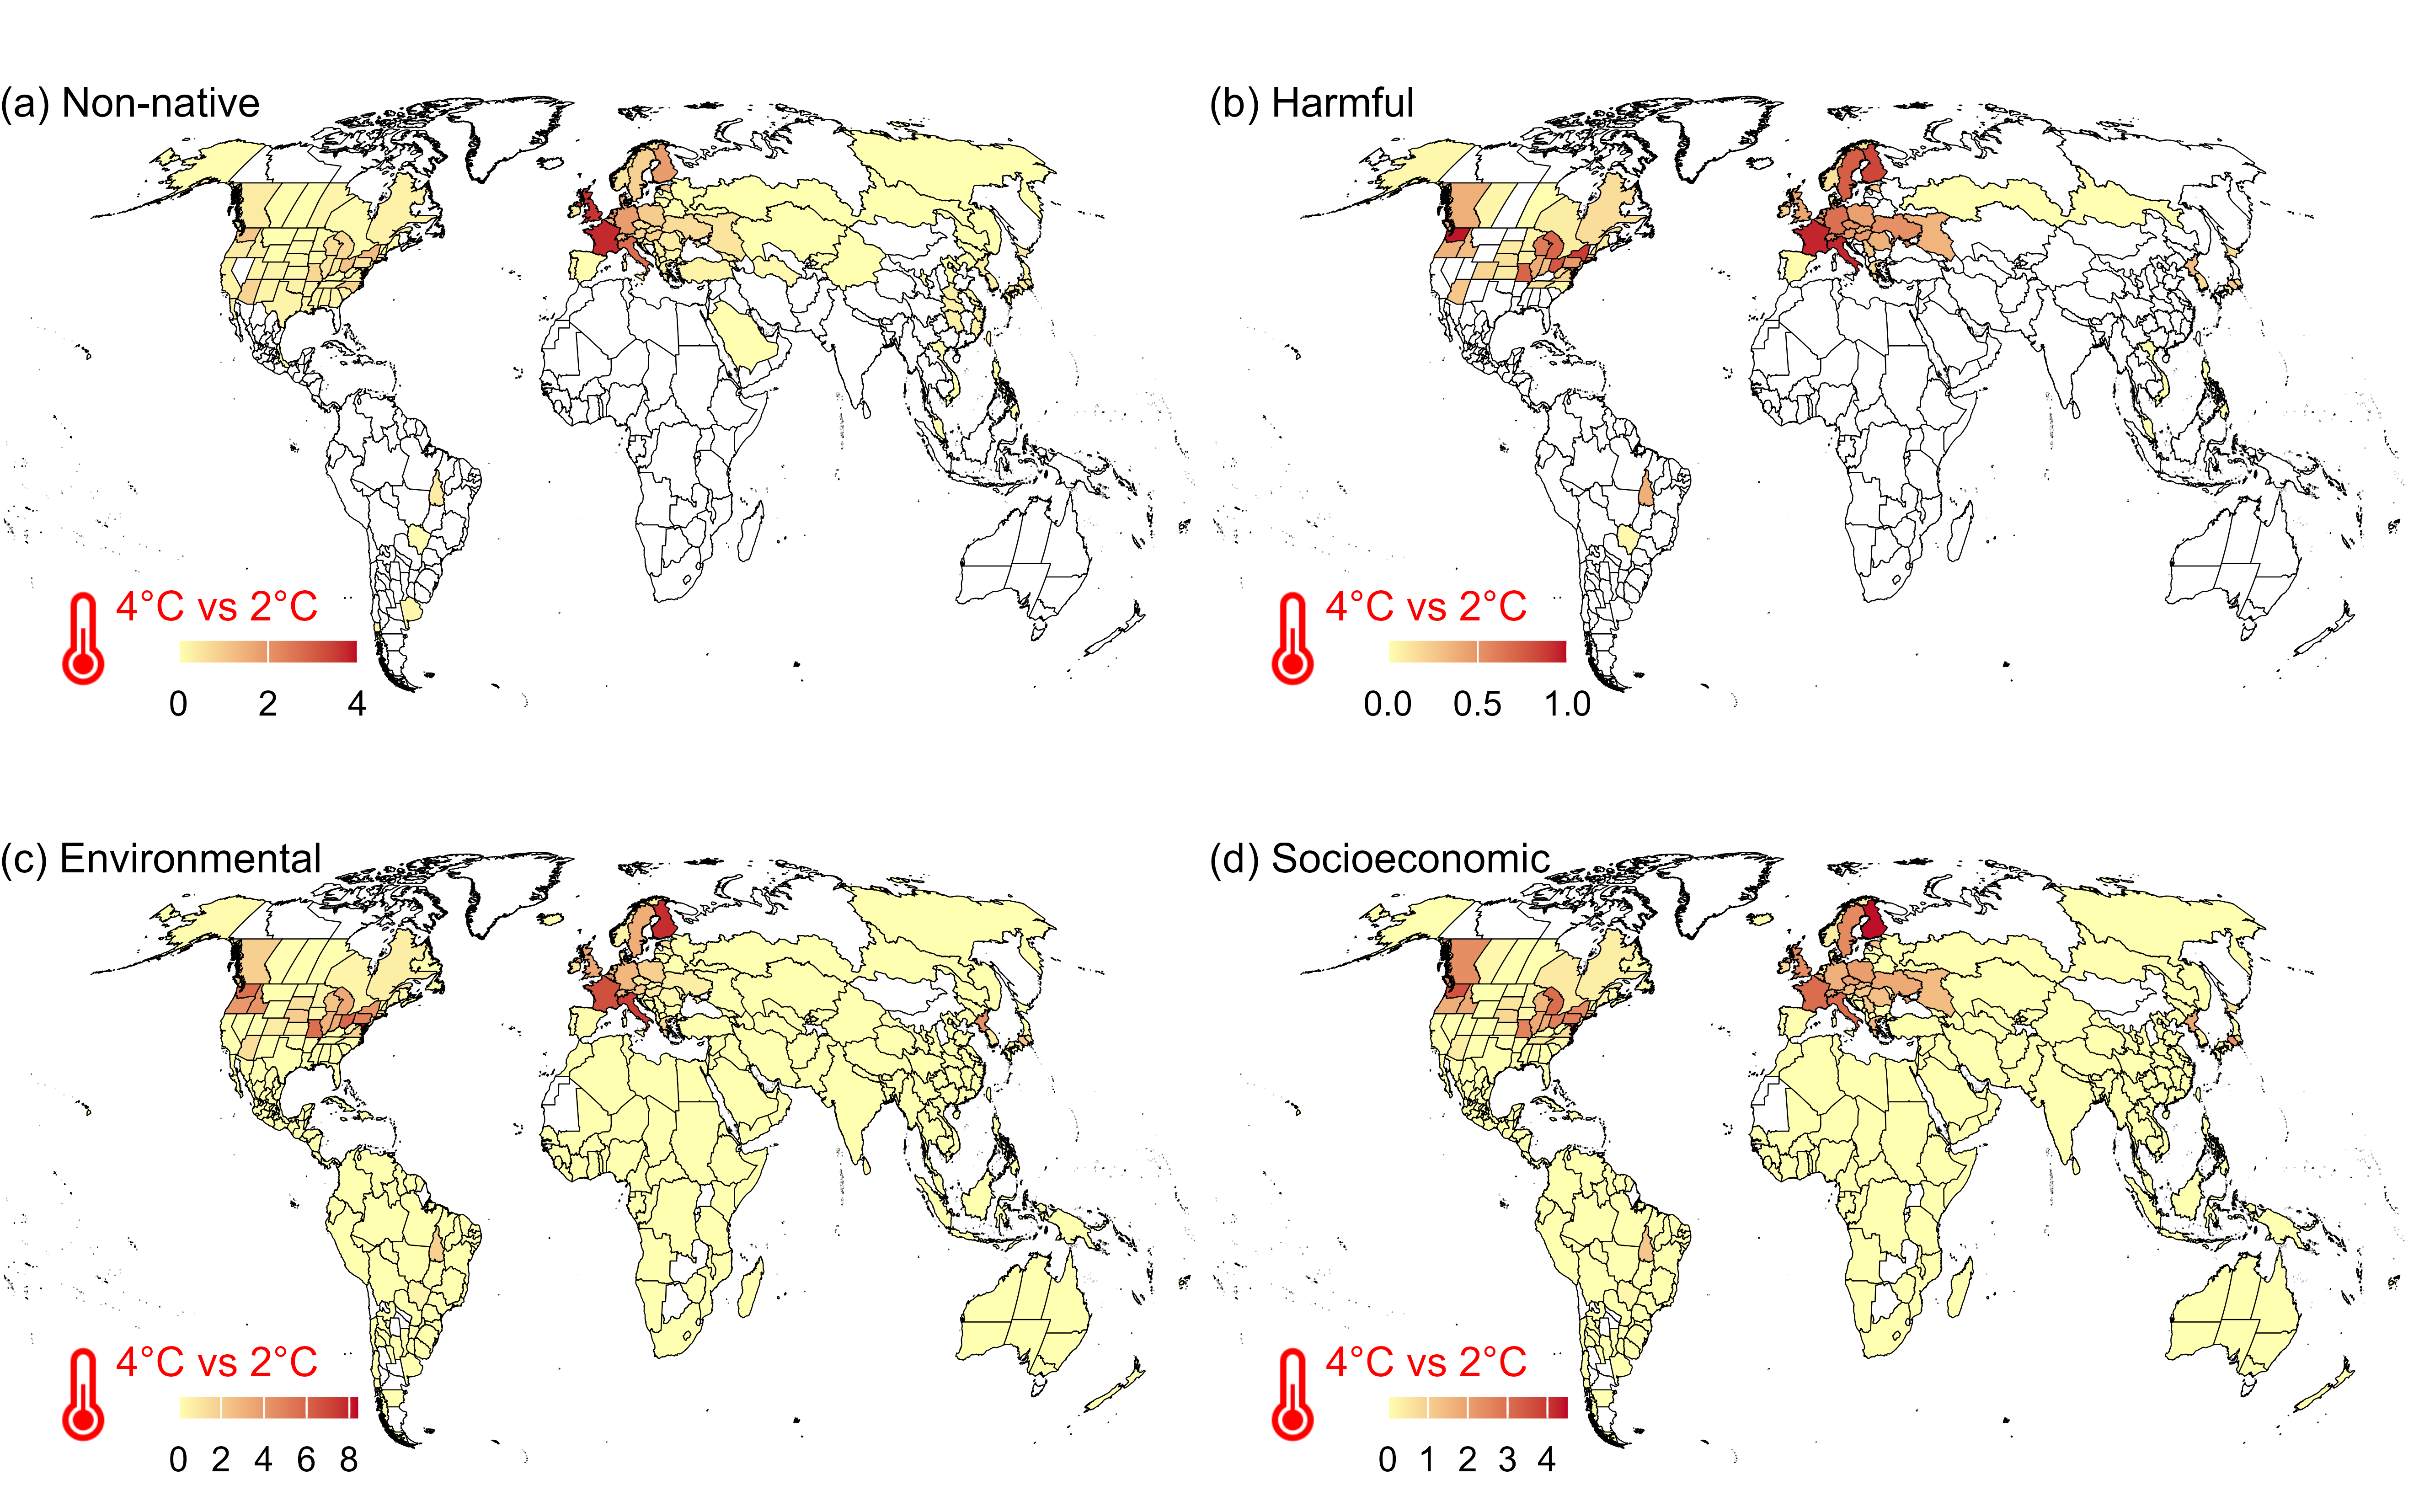 (a) Non-native
4°C vs 2°C
0 2 4
(b) Harmful
4°C vs 2°C
0.0 0.5 1.0
(c) Environmental
4°C vs 2°C
0 2 4 6 8
(d) Socioeconomic
4°C vs 2°C
0 1 2 3 4